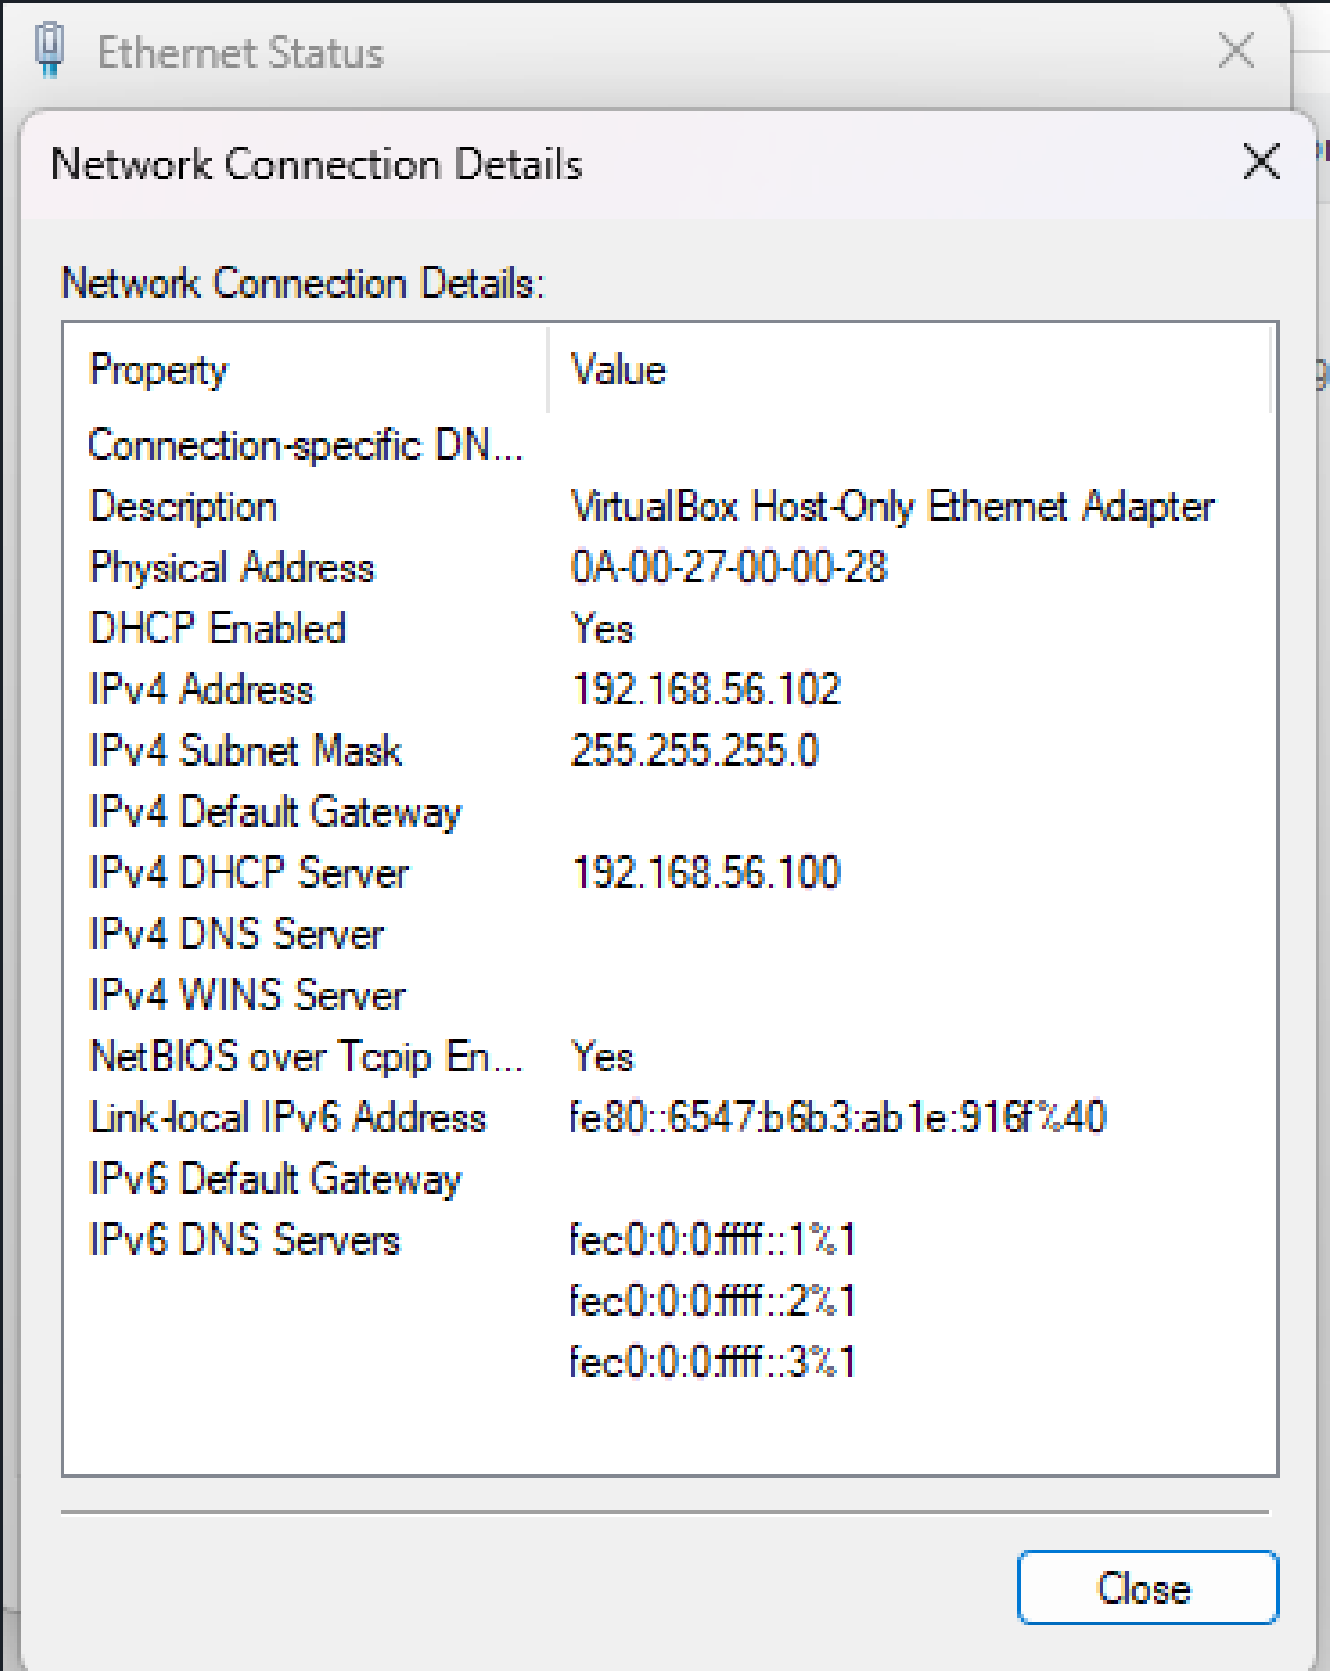 Ethernet Status
Network Connection Details
Network Connection Details:
Property Value
Connection-specific DN...
Description VirtualBox Host-Only Ethernet Adapter
Physical Address 0A-00-27-00-00-28
DHCP Enabled Yes
IPv4 Address 192.168.56.102
IPv4 Subnet Mask 255.255.255.0
IPv4 Default Gateway
IPv4 DHCP Server 192.168.56.100
IPv4 DNS Server
IPv4 WINS Server
NetBIOS over Tcpip En... Yes
Link-local IPv6 Address fe80::6547:b6b3:ab1e:916f%40
IPv6 Default Gateway
IPv6 DNS Servers fec0:0:0:ffff::1%1
fec0:0:0:ffff::2%1
fec0:0:0:ffff::3%1
Close